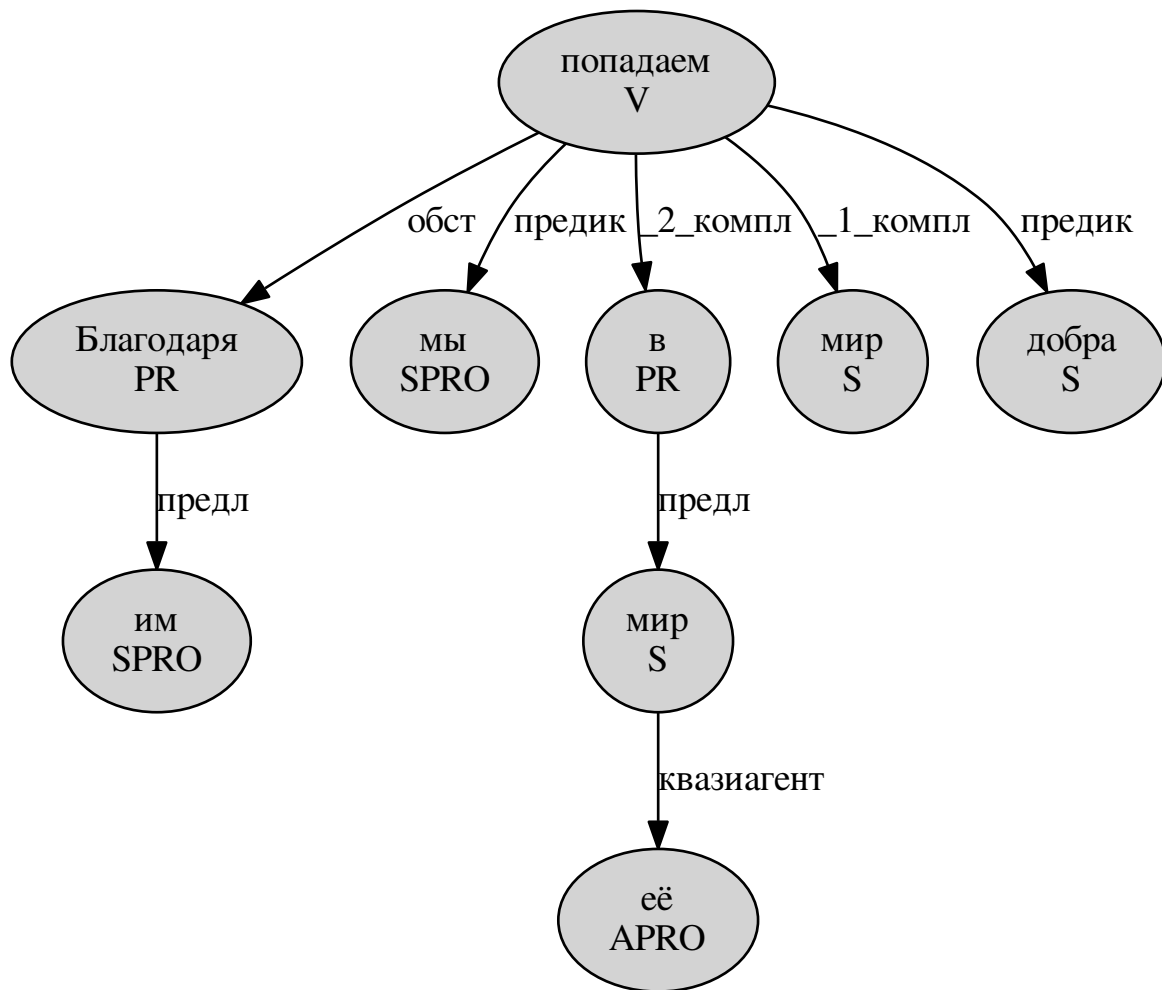 попадаем
V
обст
предик
_2_компл
_1_компл
предик
Благодаря
PR
мы
SPRO
в
PR
мир
S
добра
S
предл
предл
им
SPRO
мир
S
квазиагент
её
APRO